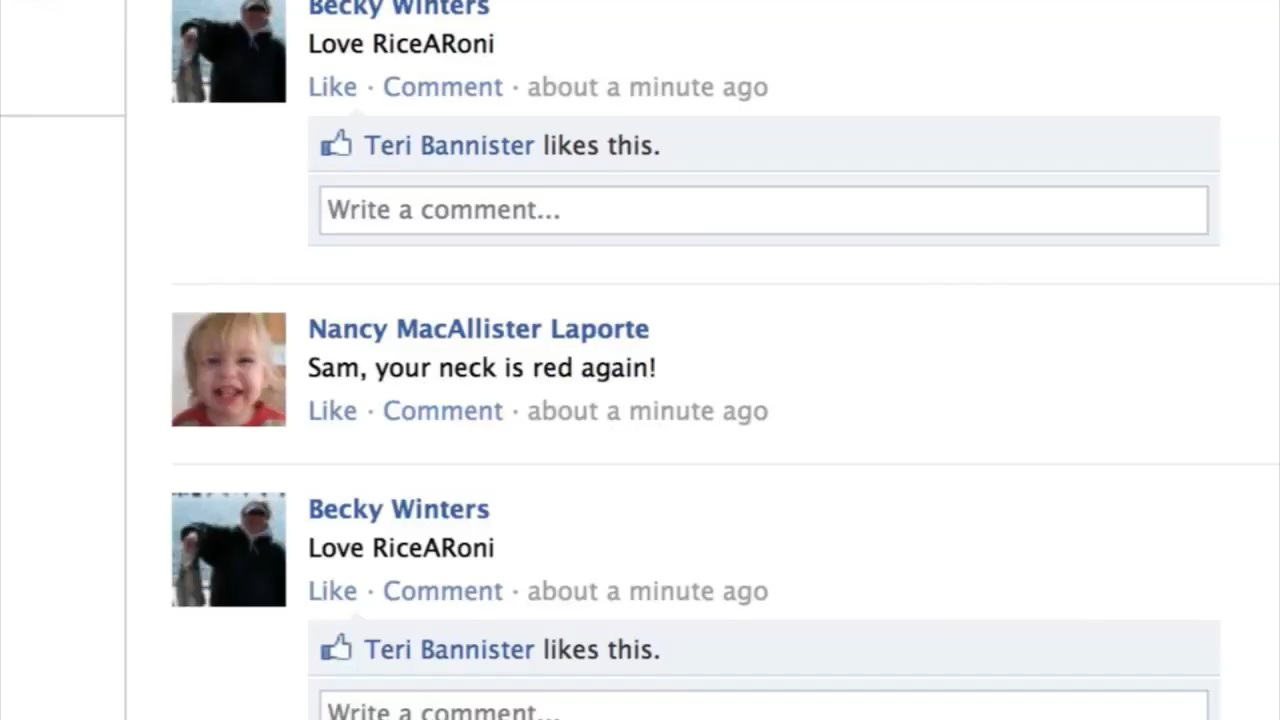 Becky Winters
Love RiceARoni
Like · Comment · about a minute ago
Teri Bannister likes this.
Write a comment...
Nancy MacAllister Laporte
Sam, your neck is red again!
Like · Comment · about a minute ago
Becky Winters
Love RiceARoni
Like · Comment · about a minute ago
Teri Bannister likes this.
Write a comment...